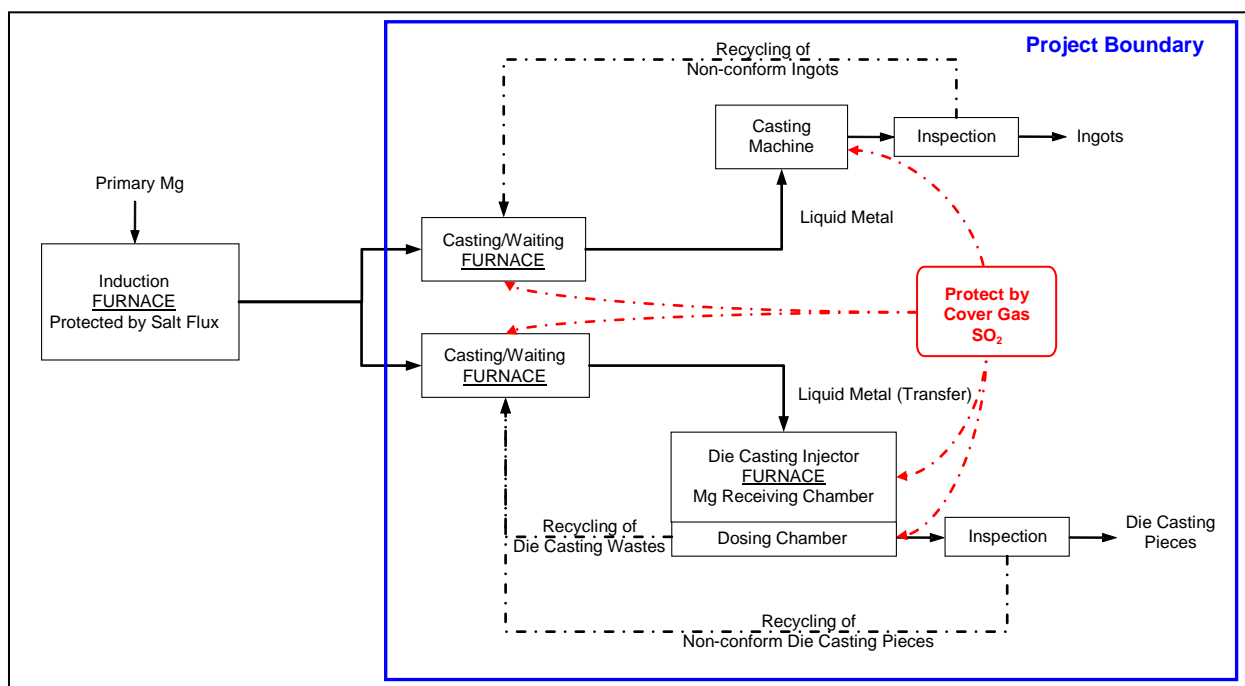 Project Boundary
Recycling of
Non-conform Ingots
Casting
Machine
Inspection
Ingots
Primary Mg
Liquid Metal
Casting/Waiting
FURNACE
Induction
FURNACE
Protected by Salt Flux
Protect by
Cover Gas
SO₂
Casting/Waiting
FURNACE
Liquid Metal (Transfer)
Die Casting Injector
FURNACE
Mg Receiving Chamber
Recycling of
Die Casting Wastes
Dosing Chamber
Inspection
Die Casting
Pieces
Recycling of
Non-conform Die Casting Pieces